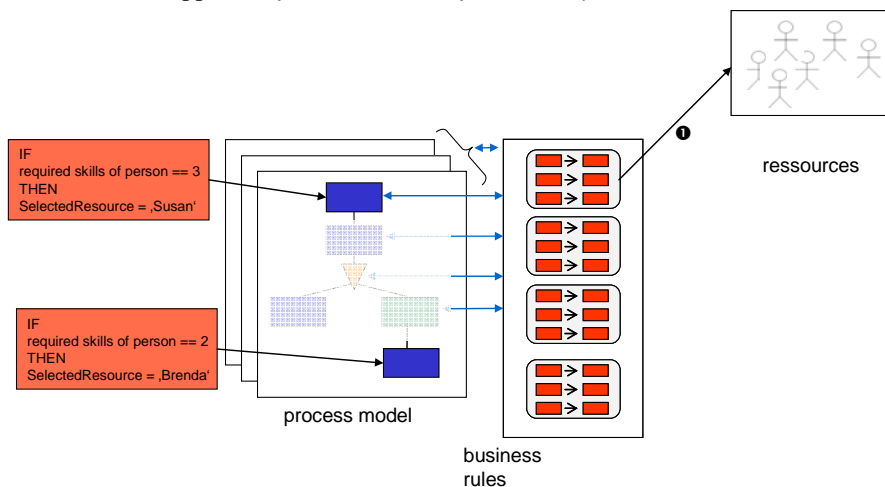 IF
required skills of person == 3
THEN
SelectedResource = ‚Susan‘
IF
required skills of person == 2
THEN
SelectedResource = ‚Brenda‘
process model
business
rules
❶
ressources